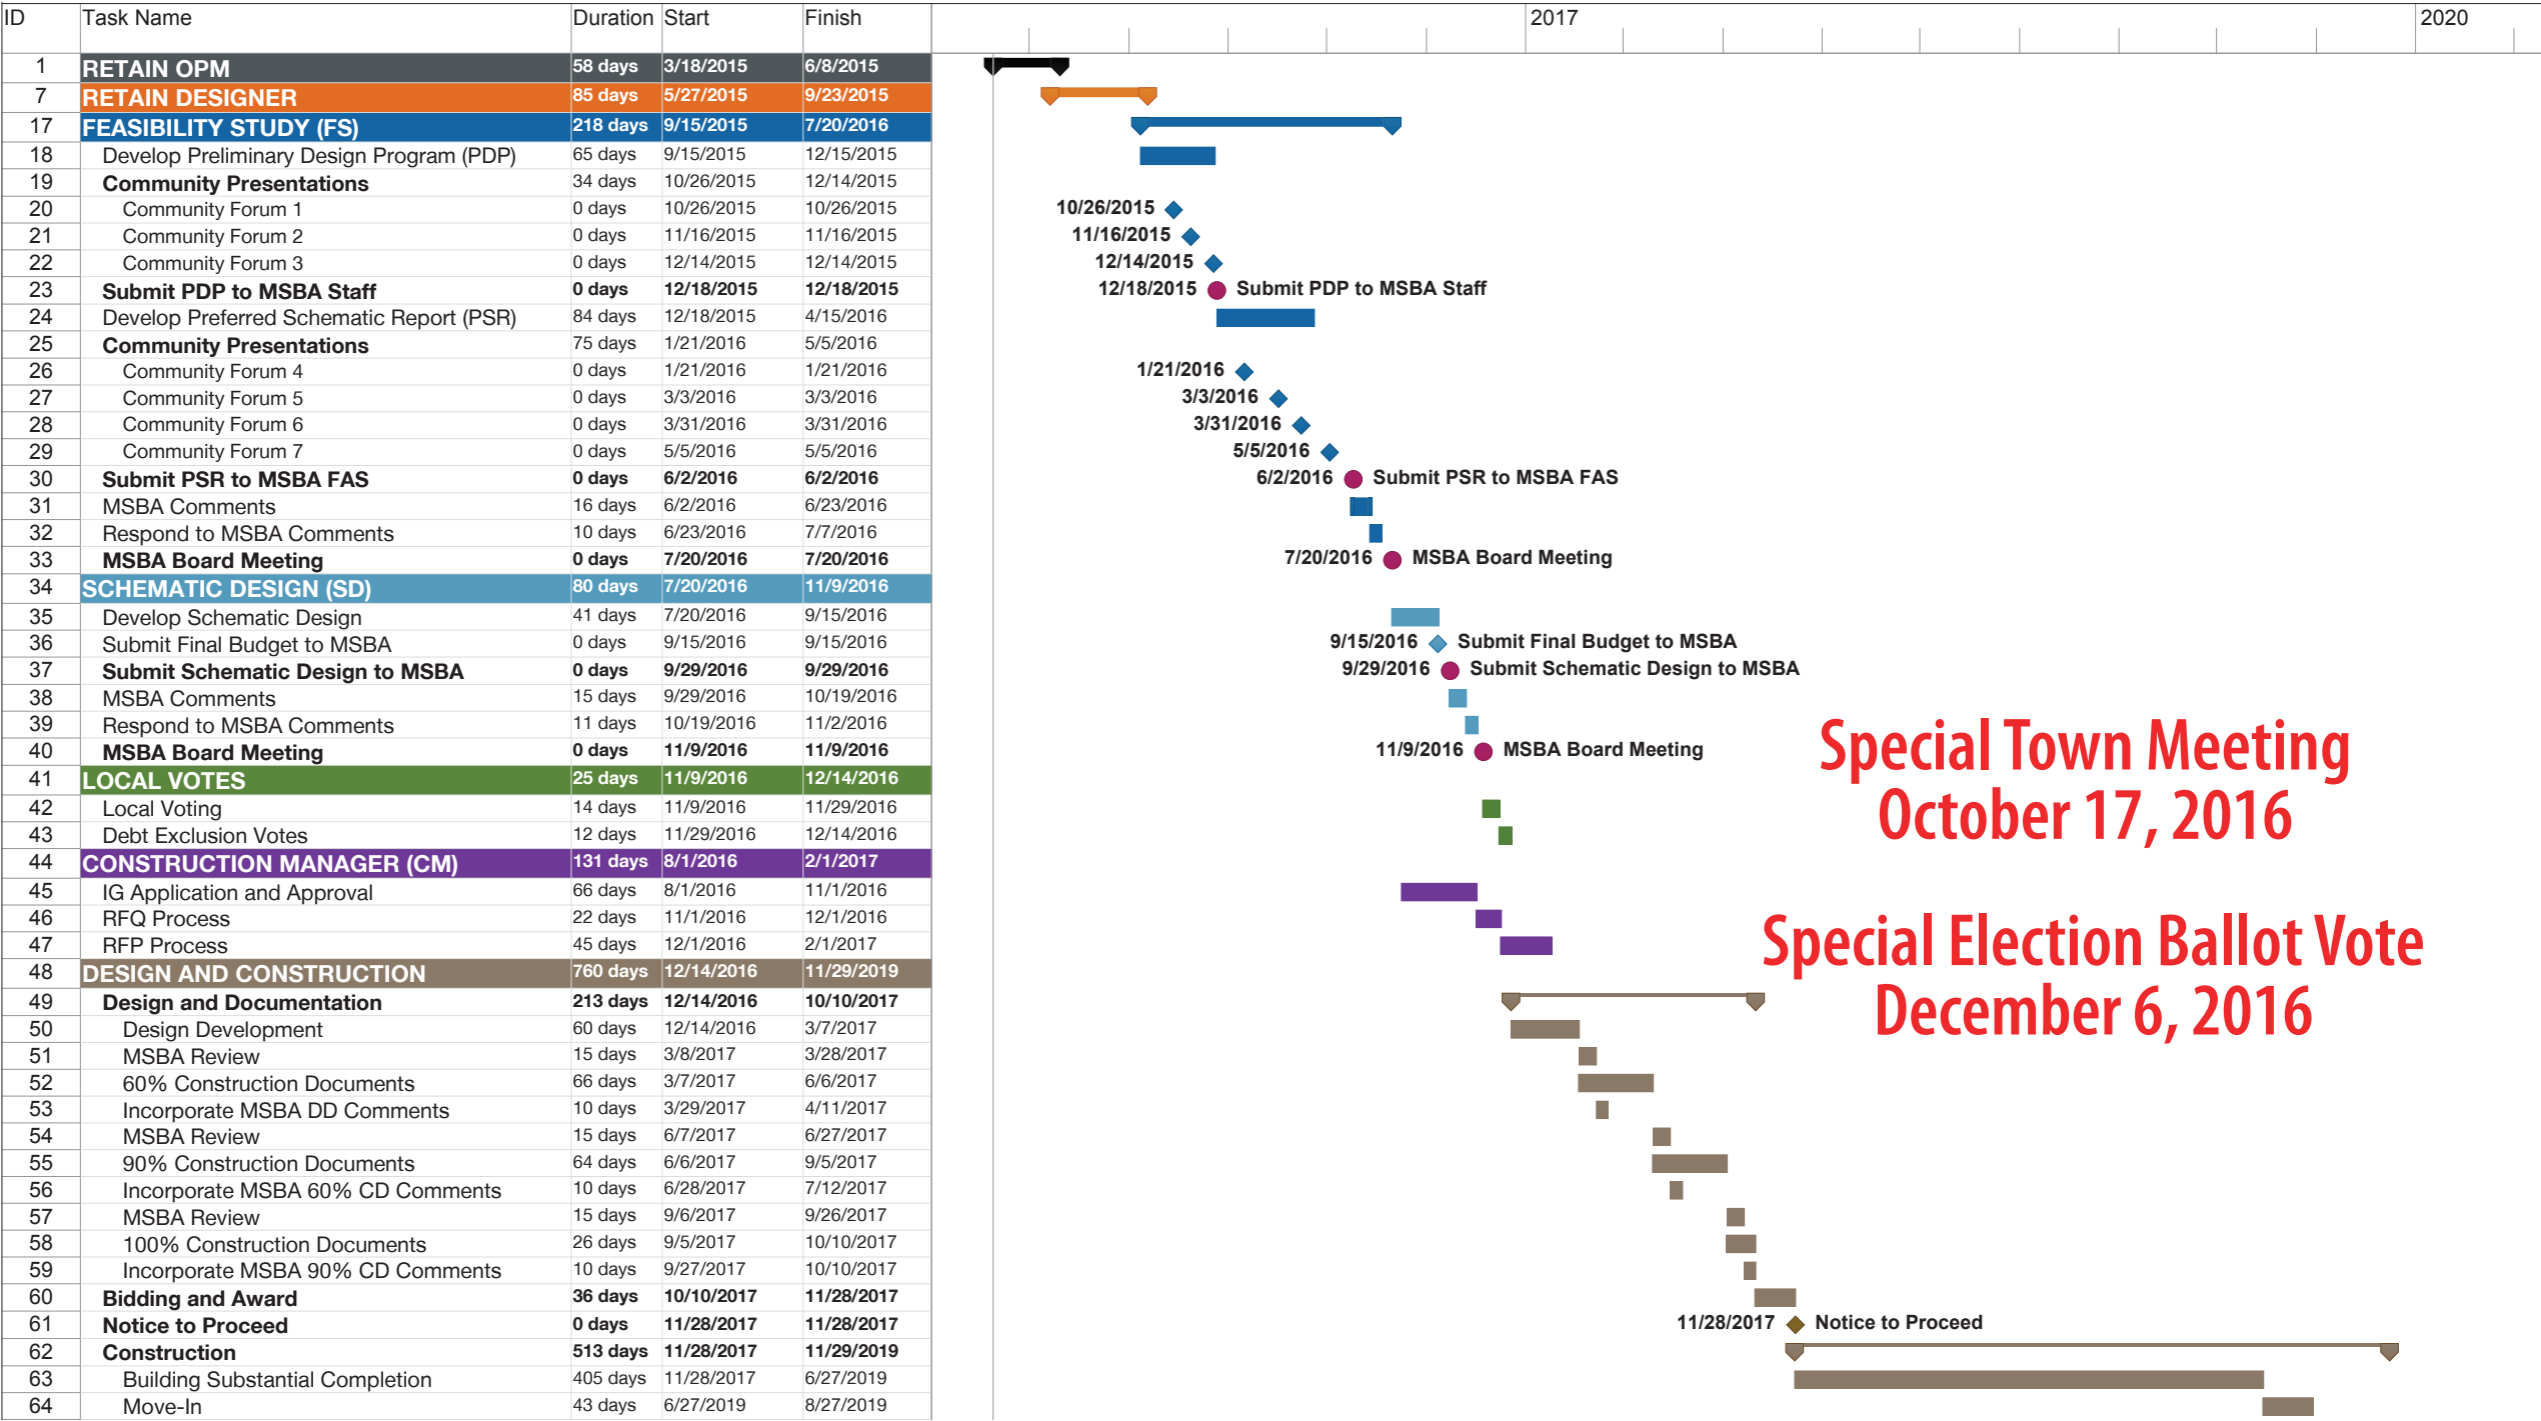 ID Task Name Duration Start Finish 2017 2020
1 RETAIN OPM 58 days 3/18/2015 6/8/2015
7 RETAIN DESIGNER 85 days 5/27/2015 9/23/2015
17 FEASIBILITY STUDY (FS) 218 days 9/15/2015 7/20/2016
18 Develop Preliminary Design Program (PDP) 65 days 9/15/2015 12/15/2015
19 Community Presentations 34 days 10/26/2015 12/14/2015
20 Community Forum 1 0 days 10/26/2015 10/26/2015 10/26/2015
21 Community Forum 2 0 days 11/16/2015 11/16/2015 11/16/2015
22 Community Forum 3 0 days 12/14/2015 12/14/2015 12/14/2015
23 Submit PDP to MSBA Staff 0 days 12/18/2015 12/18/2015 12/18/2015 Submit PDP to MSBA Staff
24 Develop Preferred Schematic Report (PSR) 84 days 12/18/2015 4/15/2016
25 Community Presentations 75 days 1/21/2016 5/5/2016
26 Community Forum 4 0 days 1/21/2016 1/21/2016 1/21/2016
27 Community Forum 5 0 days 3/3/2016 3/3/2016 3/3/2016
28 Community Forum 6 0 days 3/31/2016 3/31/2016 3/31/2016
29 Community Forum 7 0 days 5/5/2016 5/5/2016 5/5/2016
30 Submit PSR to MSBA FAS 0 days 6/2/2016 6/2/2016 6/2/2016 Submit PSR to MSBA FAS
31 MSBA Comments 16 days 6/2/2016 6/23/2016
32 Respond to MSBA Comments 10 days 6/23/2016 7/7/2016
33 MSBA Board Meeting 0 days 7/20/2016 7/20/2016 7/20/2016 MSBA Board Meeting
34 SCHEMATIC DESIGN (SD) 80 days 7/20/2016 11/9/2016
35 Develop Schematic Design 41 days 7/20/2016 9/15/2016
36 Submit Final Budget to MSBA 0 days 9/15/2016 9/15/2016 9/15/2016 Submit Final Budget to MSBA
37 Submit Schematic Design to MSBA 0 days 9/29/2016 9/29/2016 9/29/2016 Submit Schematic Design to MSBA
38 MSBA Comments 15 days 9/29/2016 10/19/2016
39 Respond to MSBA Comments 11 days 10/19/2016 11/2/2016
40 MSBA Board Meeting 0 days 11/9/2016 11/9/2016 11/9/2016 MSBA Board Meeting
41 LOCAL VOTES 25 days 11/9/2016 12/14/2016
42 Local Voting 14 days 11/9/2016 11/29/2016
43 Debt Exclusion Votes 12 days 11/29/2016 12/14/2016
44 CONSTRUCTION MANAGER (CM) 131 days 8/1/2016 2/1/2017
45 IG Application and Approval 66 days 8/1/2016 11/1/2016
46 RFQ Process 22 days 11/1/2016 12/1/2016
47 RFP Process 45 days 12/1/2016 2/1/2017
48 DESIGN AND CONSTRUCTION 760 days 12/14/2016 11/29/2019
49 Design and Documentation 213 days 12/14/2016 10/10/2017
50 Design Development 60 days 12/14/2016 3/7/2017
51 MSBA Review 15 days 3/8/2017 3/28/2017
52 60% Construction Documents 66 days 3/7/2017 6/6/2017
53 Incorporate MSBA DD Comments 10 days 3/29/2017 4/11/2017
54 MSBA Review 15 days 6/7/2017 6/27/2017
55 90% Construction Documents 64 days 6/6/2017 9/5/2017
56 Incorporate MSBA 60% CD Comments 10 days 6/28/2017 7/12/2017
57 MSBA Review 15 days 9/6/2017 9/26/2017
58 100% Construction Documents 26 days 9/5/2017 10/10/2017
59 Incorporate MSBA 90% CD Comments 10 days 9/27/2017 10/10/2017
60 Bidding and Award 36 days 10/10/2017 11/28/2017
61 Notice to Proceed 0 days 11/28/2017 11/28/2017 11/28/2017 Notice to Proceed
62 Construction 513 days 11/28/2017 11/29/2019
63 Building Substantial Completion 405 days 11/28/2017 6/27/2019
64 Move-In 43 days 6/27/2019 8/27/2019
Special Town Meeting
October 17, 2016
Special Election Ballot Vote
December 6, 2016